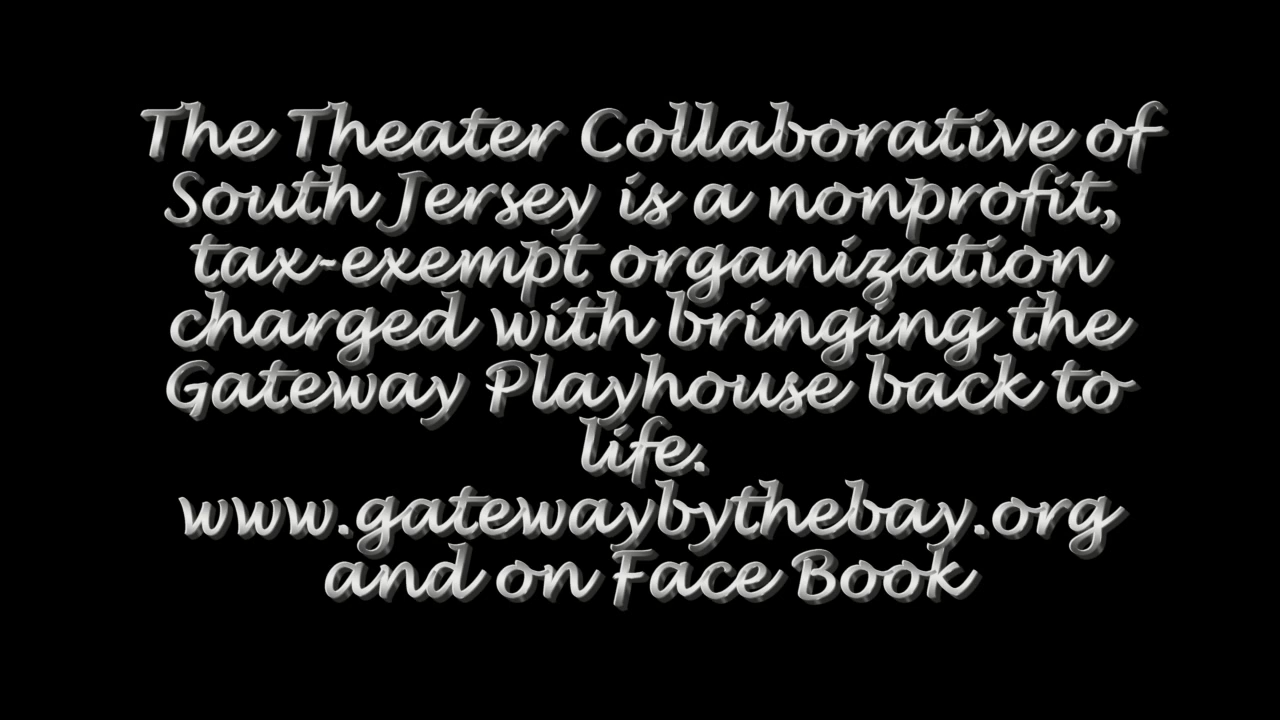 The Theater Collaborative of
South Jersey is a nonprofit,
tax-exempt organization
charged with bringing the
Gateway Playhouse back to
life.
www.gatewaybythebay.org
and on Face Book